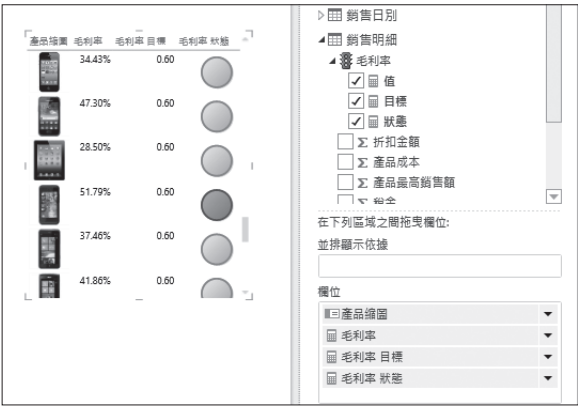 產品縮圖 毛利率 毛利率 目標 毛利率 狀態
34.43% 0.60
47.30% 0.60
28.50% 0.60
51.79% 0.60
37.46% 0.60
41.86% 0.60
銷售日別
銷售明細
毛利率
值
目標
狀態
Σ 折扣金額
Σ 產品成本
Σ 產品最高銷售額
Σ 稅金
在下列區域之間拖曳欄位:
並排顯示依據
欄位
產品縮圖
毛利率
毛利率 目標
毛利率 狀態